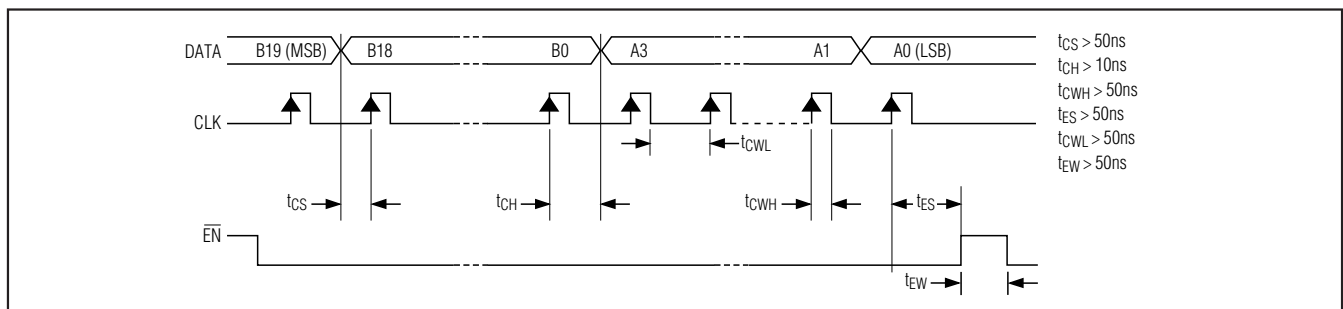 DATA B19 (MSB) B18 B0 A3 A1 A0 (LSB)
CLK
tCWL
tCS tCH tCWH tES
EN
tEW
tCS > 50ns
tCH > 10ns
tCWH > 50ns
tES > 50ns
tCWL > 50ns
tEW > 50ns